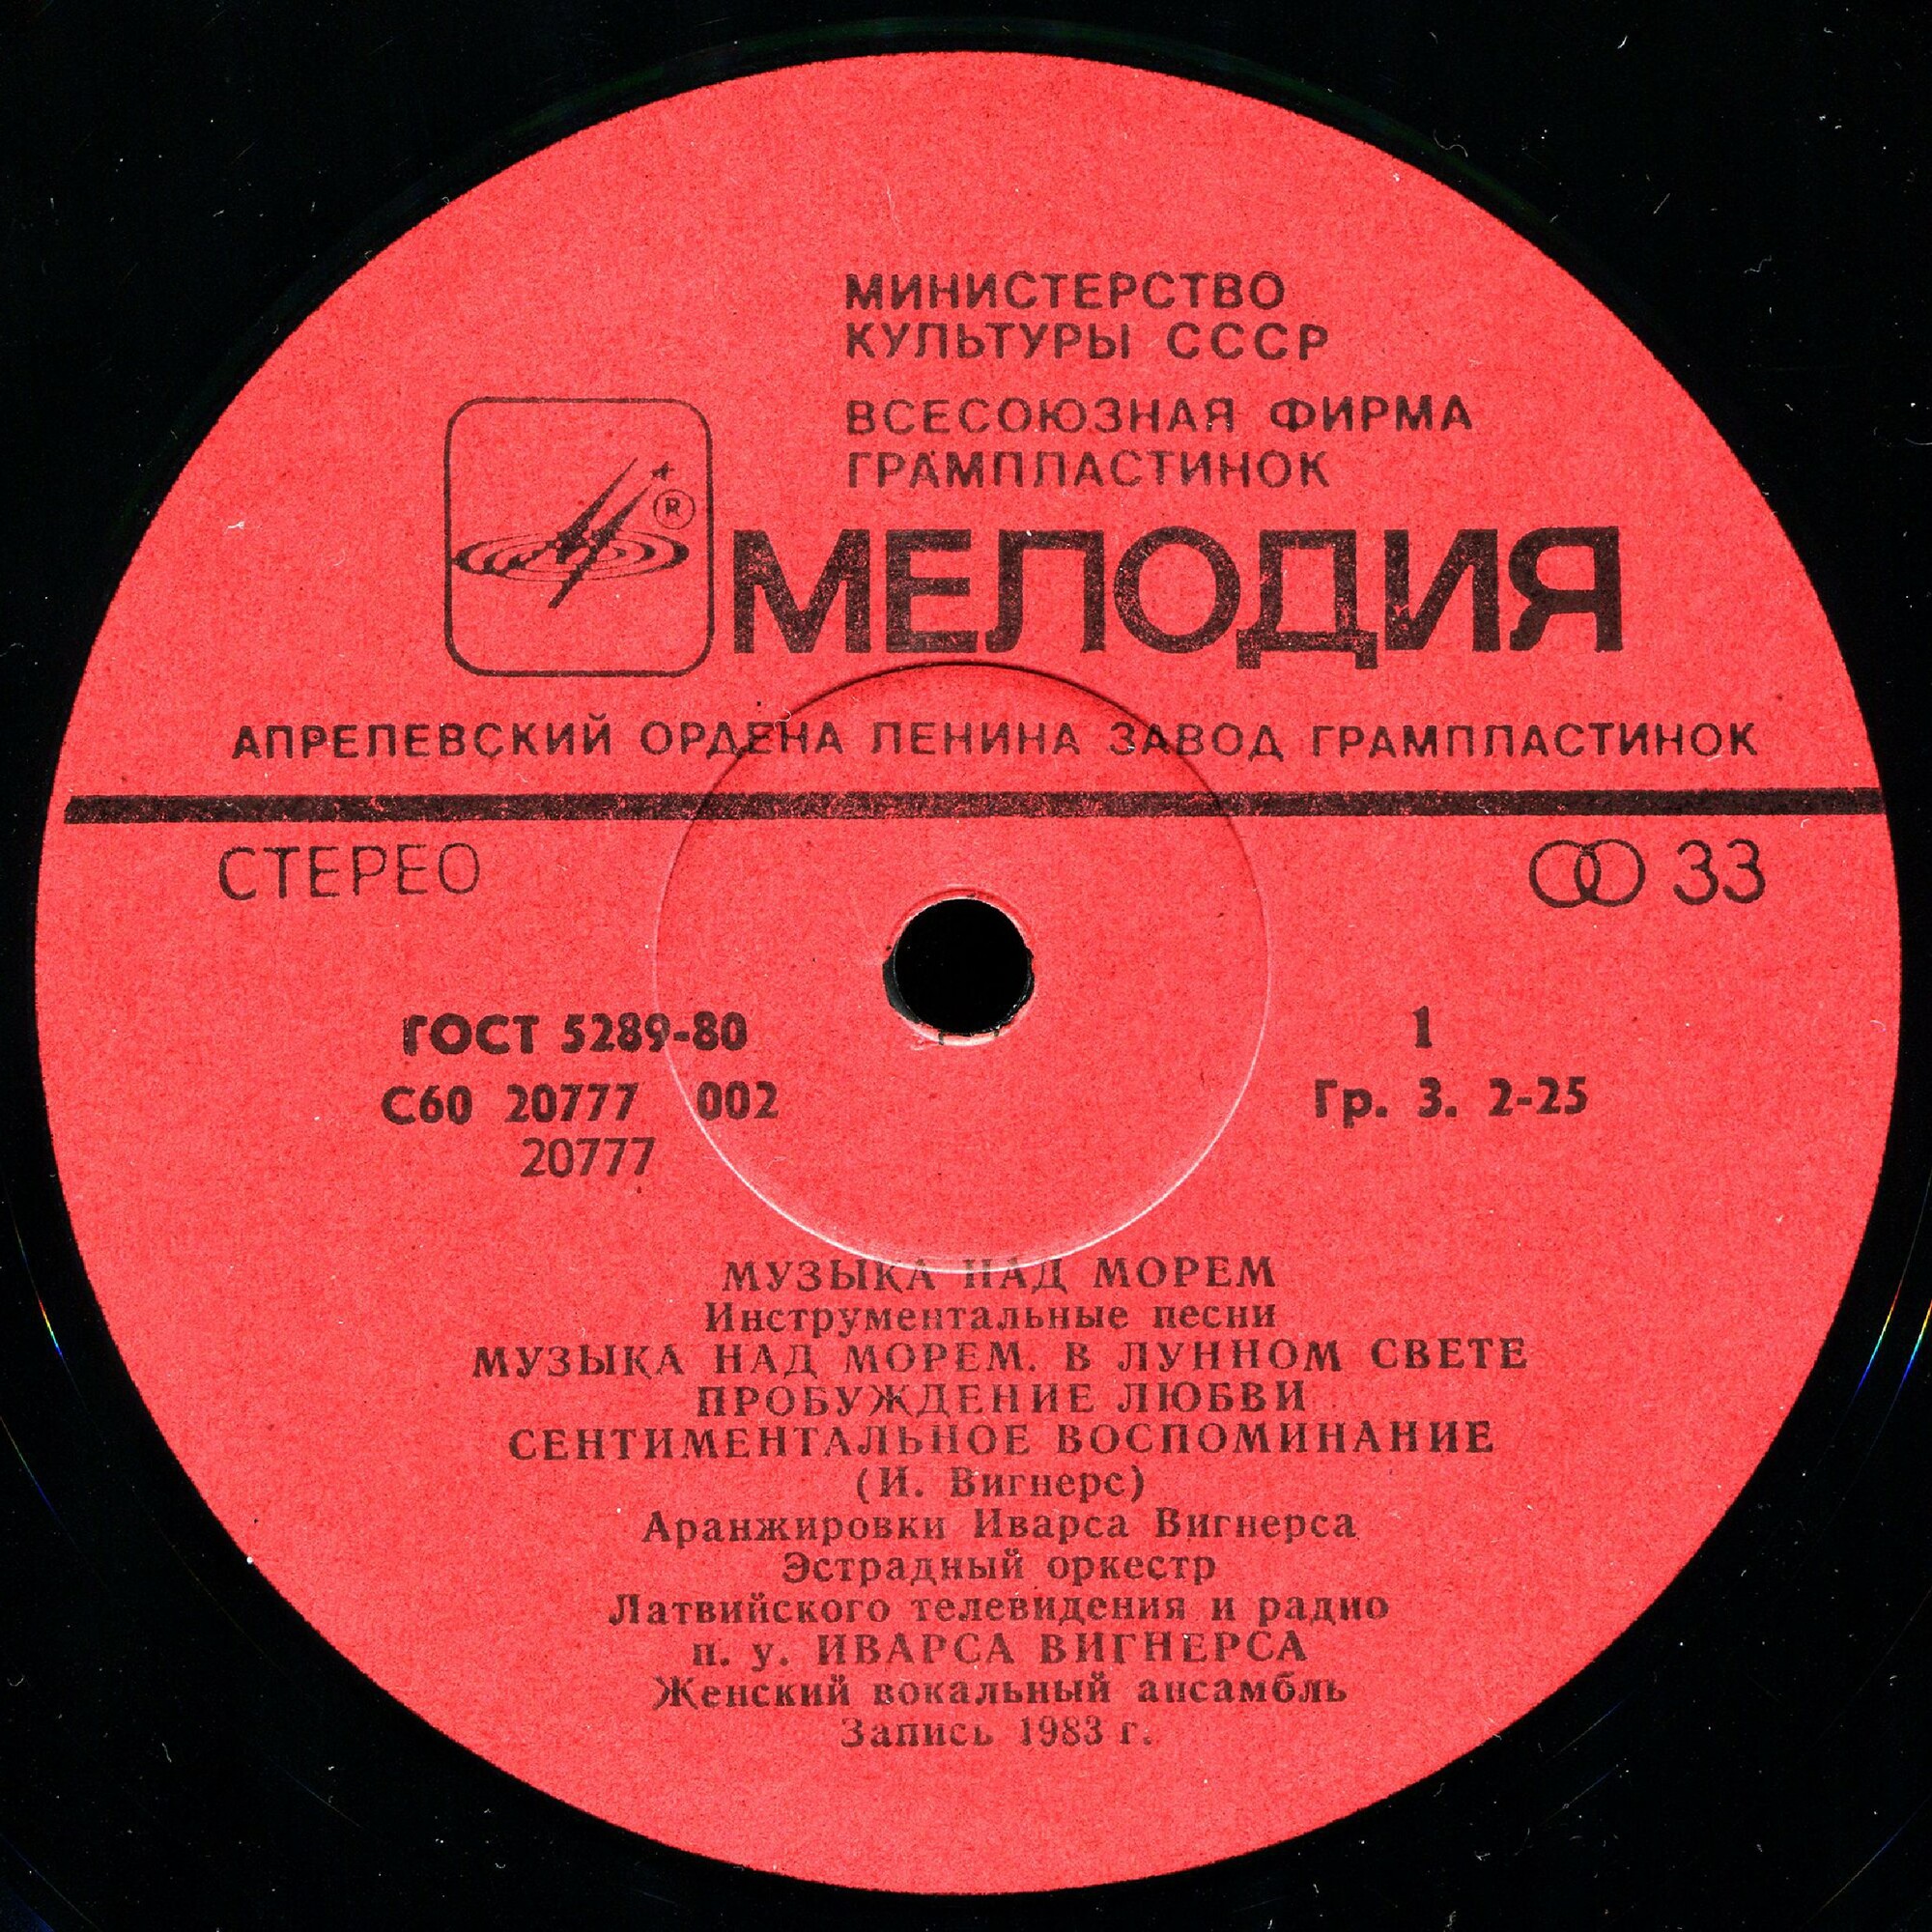 МИНИСТЕРСТВО
КУЛЬТУРЫ СССР
ВСЕСОЮЗНАЯ ФИРМА
ГРАМПЛАСТИНОК
®
МЕЛОДИЯ
АПРЕЛЕВСКИЙ ОРДЕНА ЛЕНИНА ЗАВОД ГРАМПЛАСТИНОК
СТЕРЕО
33
ГОСТ 5289-80
1
С60 20777 002
Гр. 3. 2-25
20777
МУЗЫКА НАД МОРЕМ
Инструментальные песни
МУЗЫКА НАД МОРЕМ. В ЛУННОМ СВЕТЕ
ПРОБУЖДЕНИЕ ЛЮБВИ
СЕНТИМЕНТАЛЬНОЕ ВОСПОМИНАНИЕ
(И. Вигнерс)
Аранжировки Иварса Вигнерса
Эстрадный оркестр
Латвийского телевидения и радио
п. у. ИВАРСА ВИГНЕРСА
Женский вокальный ансамбль
Запись 1983 г.